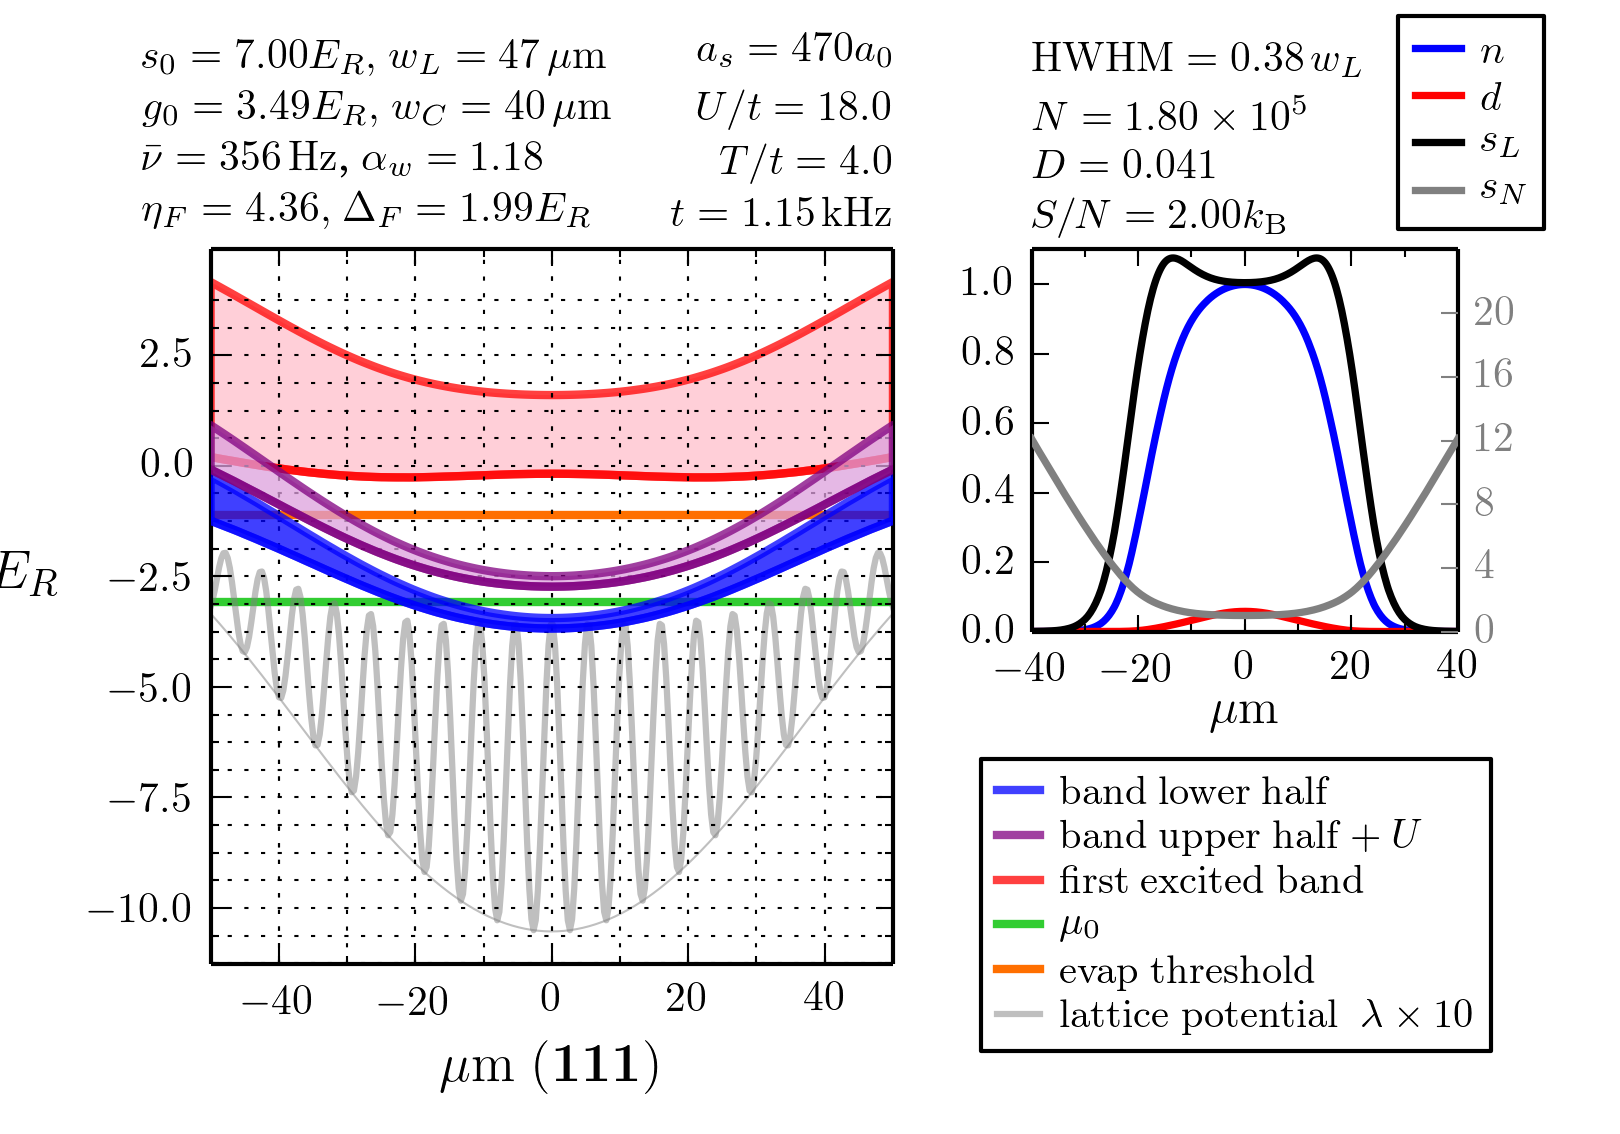 s₀ = 7.00E_R, w_L = 47 μm
g₀ = 3.49E_R, w_C = 40 μm
ν̄ = 356 Hz, α_w = 1.18
η_F = 4.36, Δ_F = 1.99E_R
a_s = 470a₀
U/t = 18.0
T/t = 4.0
t = 1.15 kHz
HWHM = 0.38 w_L
N = 1.80 × 10⁵
D = 0.041
S/N = 2.00k_B
n
d
s_L
s_N
E_R
2.5
0.0
−2.5
−5.0
−7.5
−10.0
−40 −20 0 20 40
μm (111)
1.0
0.8
0.6
0.4
0.2
0.0
20
16
12
8
4
0
−40 −20 0 20 40
μm
band lower half
band upper half + U
first excited band
μ₀
evap threshold
lattice potential λ × 10